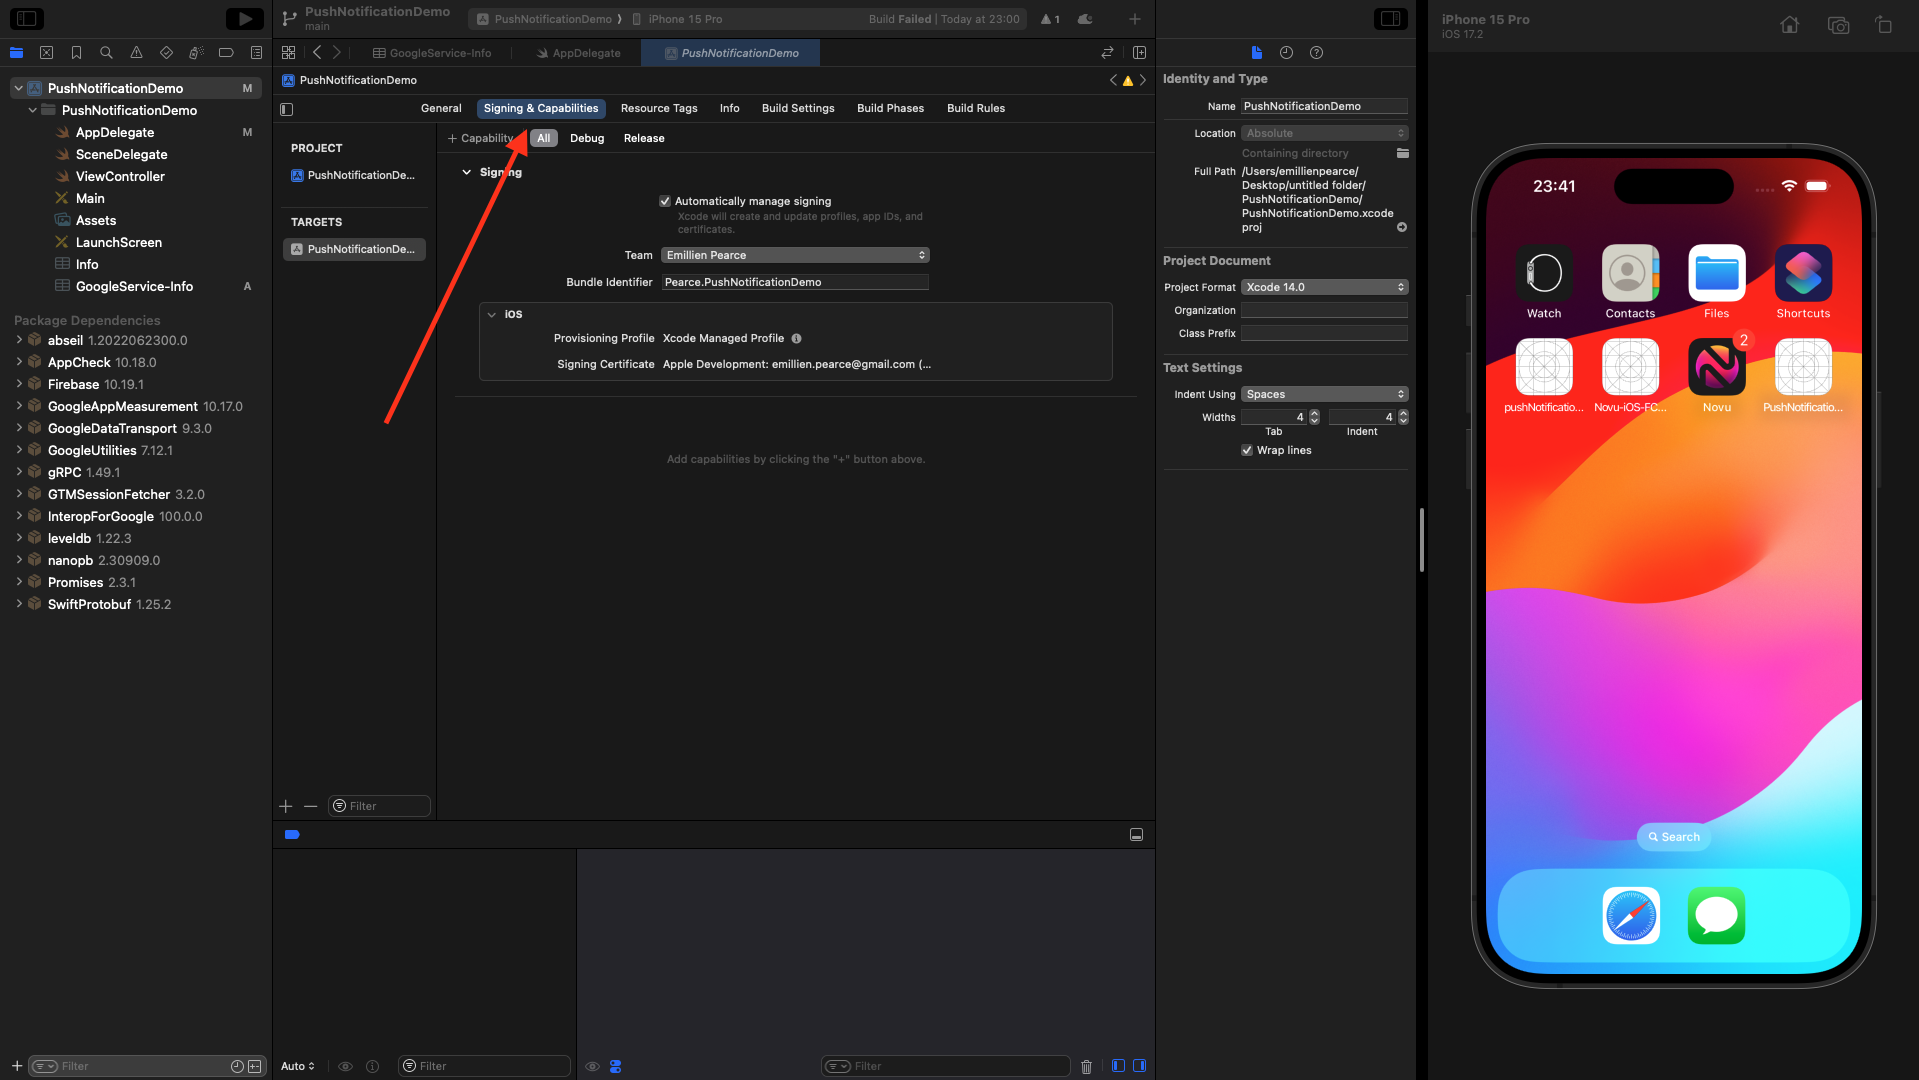 PushNotificationDemo
main
PushNotificationDemo ❯ iPhone 15 Pro
Build Failed | Today at 23:00
1
GoogleService-Info
AppDelegate
PushNotificationDemo
PushNotificationDemo M
PushNotificationDemo
AppDelegate M
SceneDelegate
ViewController
Main
Assets
LaunchScreen
Info
GoogleService-Info A
Package Dependencies
abseil 1.2022062300.0
AppCheck 10.18.0
Firebase 10.19.1
GoogleAppMeasurement 10.17.0
GoogleDataTransport 9.3.0
GoogleUtilities 7.12.1
gRPC 1.49.1
GTMSessionFetcher 3.2.0
InteropForGoogle 100.0.0
leveldb 1.22.3
nanopb 2.30909.0
Promises 2.3.1
SwiftProtobuf 1.25.2
Filter
PushNotificationDemo
General
Signing & Capabilities
Resource Tags
Info
Build Settings
Build Phases
Build Rules
PROJECT
PushNotificationDe...
TARGETS
PushNotificationDe...
Filter
+ Capability
All
Debug
Release
Signing
Automatically manage signing
Xcode will create and update profiles, app IDs, and
certificates.
Team Emillien Pearce
Bundle Identifier Pearce.PushNotificationDemo
iOS
Provisioning Profile Xcode Managed Profile
Signing Certificate Apple Development: emillien.pearce@gmail.com (...
Add capabilities by clicking the "+" button above.
Auto
Filter
Filter
Identity and Type
Name PushNotificationDemo
Location Absolute
Containing directory
Full Path /Users/emillienpearce/
Desktop/untitled folder/
PushNotificationDemo/
PushNotificationDemo.xcode
proj
Project Document
Project Format Xcode 14.0
Organization
Class Prefix
Text Settings
Indent Using Spaces
Widths 4 4
Tab Indent
Wrap lines
iPhone 15 Pro
iOS 17.2
23:41
Watch
Contacts
Files
Shortcuts
2
pushNotificatio...
Novu-iOS-FC...
Novu
PushNotificatio...
Search